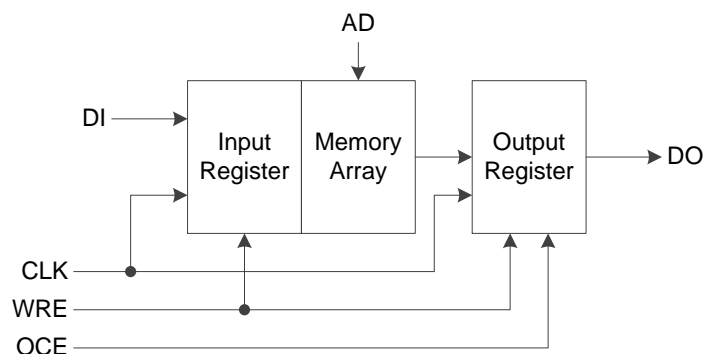 AD
DI
Input
Register
Memory
Array
Output
Register
DO
CLK
WRE
OCE